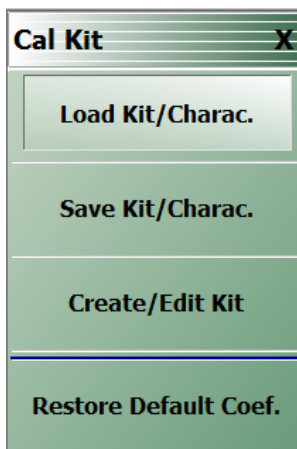 Cal Kit X
Load Kit/Charac.
Save Kit/Charac.
Create/Edit Kit
Restore Default Coef.